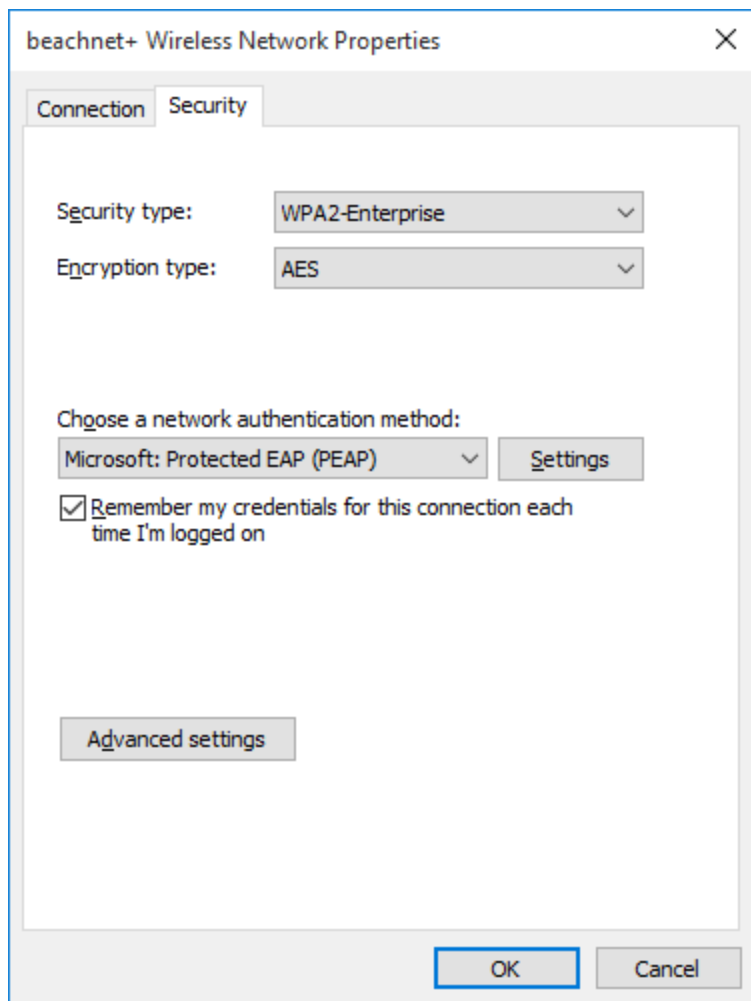 beachnet+ Wireless Network Properties
Connection
Security
Security type:
WPA2-Enterprise
Encryption type:
AES
Choose a network authentication method:
Microsoft: Protected EAP (PEAP)
Settings
Remember my credentials for this connection each
time I'm logged on
Advanced settings
OK
Cancel